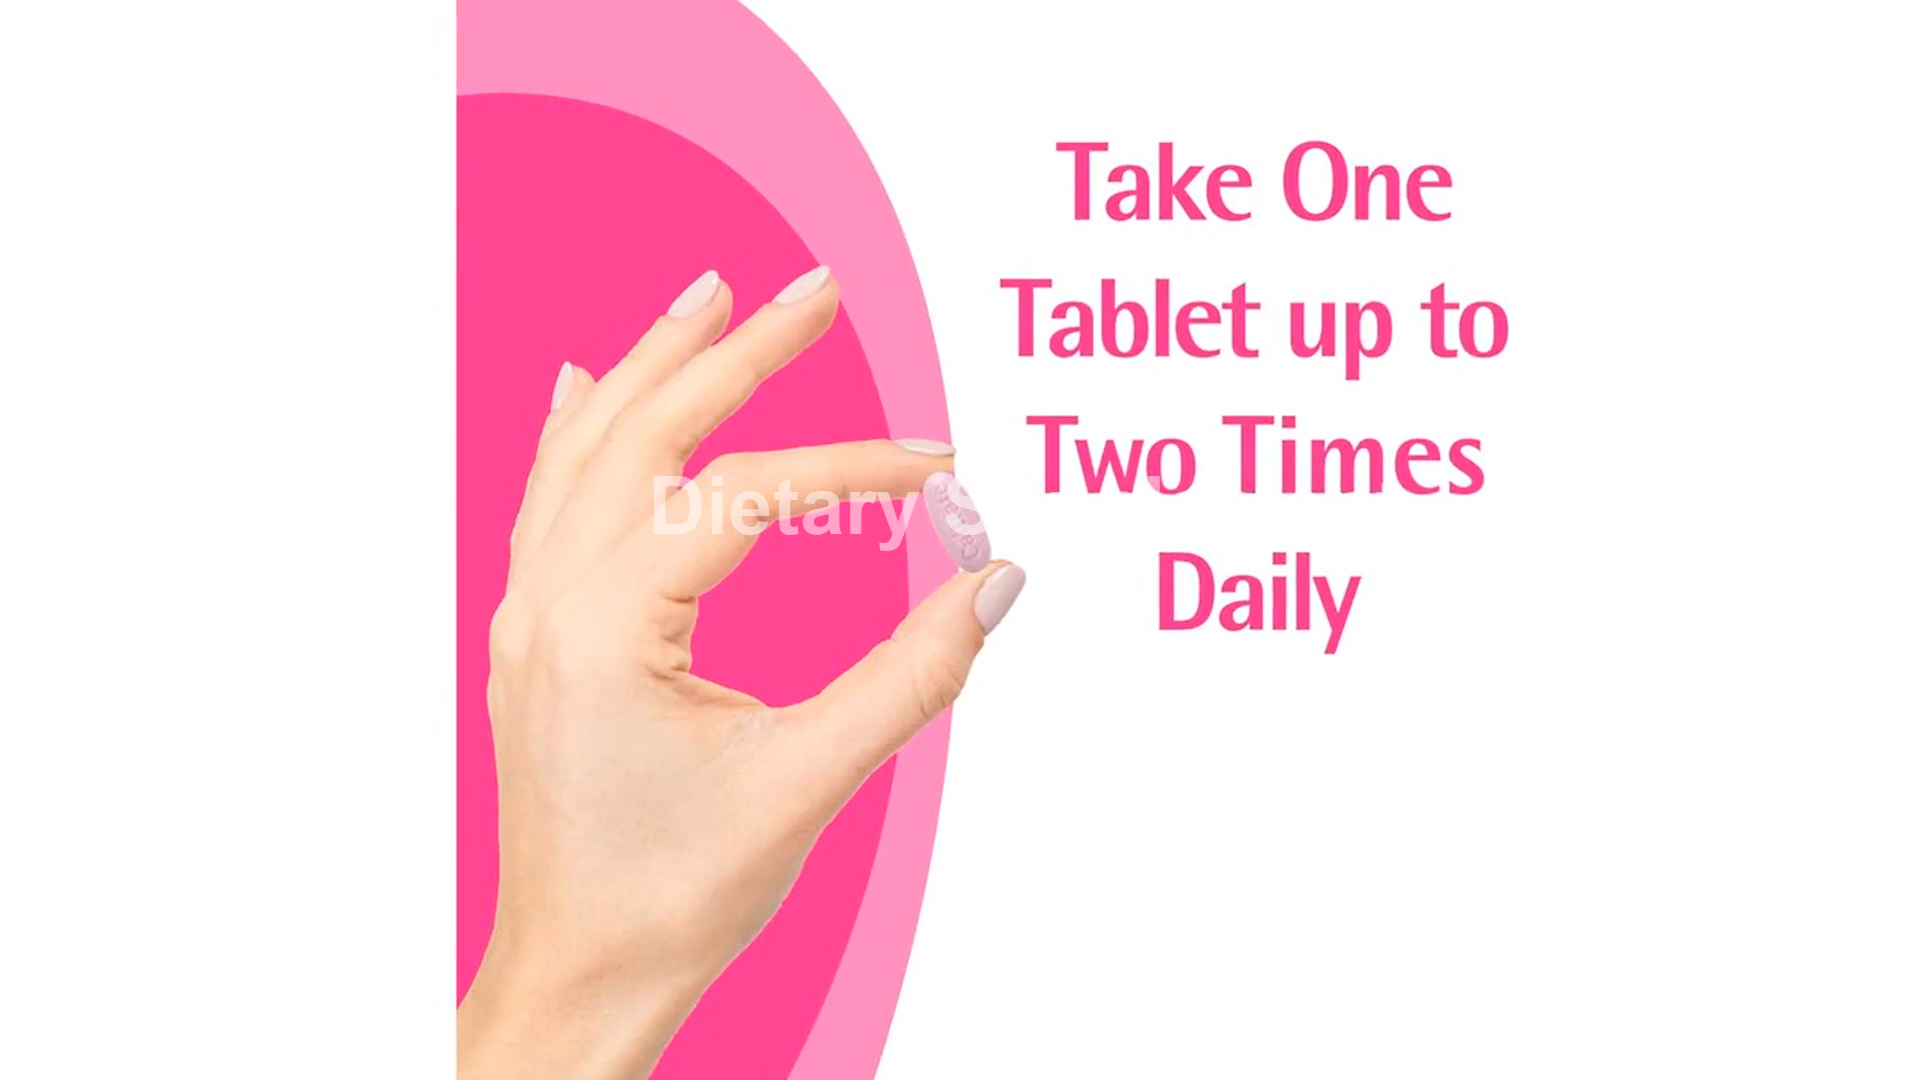 Take One
Tablet up to
Two Times
Daily
Dietary